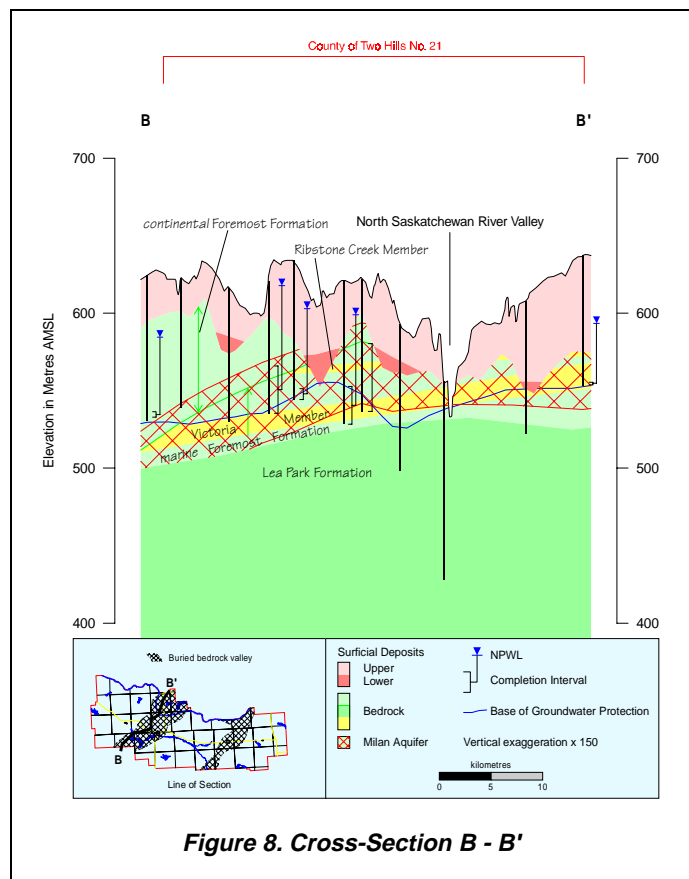 County of Two Hills No. 21
B B'
700 700
continental Foremost Formation
North Saskatchewan River Valley
Ribstone Creek Member
600 600
Elevation in Metres AMSL
Victoria Member
marine Foremost Formation
500 500
Lea Park Formation
400 400
Buried bedrock valley
B'
B
Line of Section
Surficial Deposits
Upper
Lower
Bedrock
Milan Aquifer
NPWL
Completion Interval
Base of Groundwater Protection
Vertical exaggeration x 150
kilometres
0 5 10
Figure 8. Cross-Section B - B'